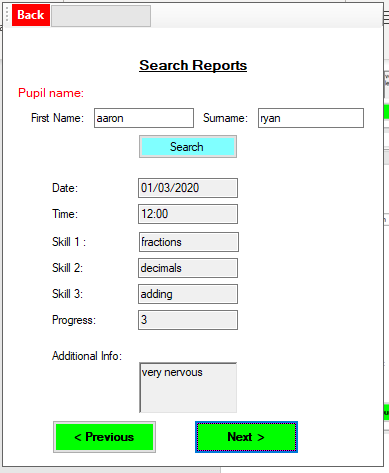 Back
Search Reports
Pupil name:
First Name: aaron Surname: ryan
Search
Date: 01/03/2020
Time: 12:00
Skill 1 : fractions
Skill 2: decimals
Skill 3: adding
Progress: 3
Additional Info:
very nervous
< Previous Next >